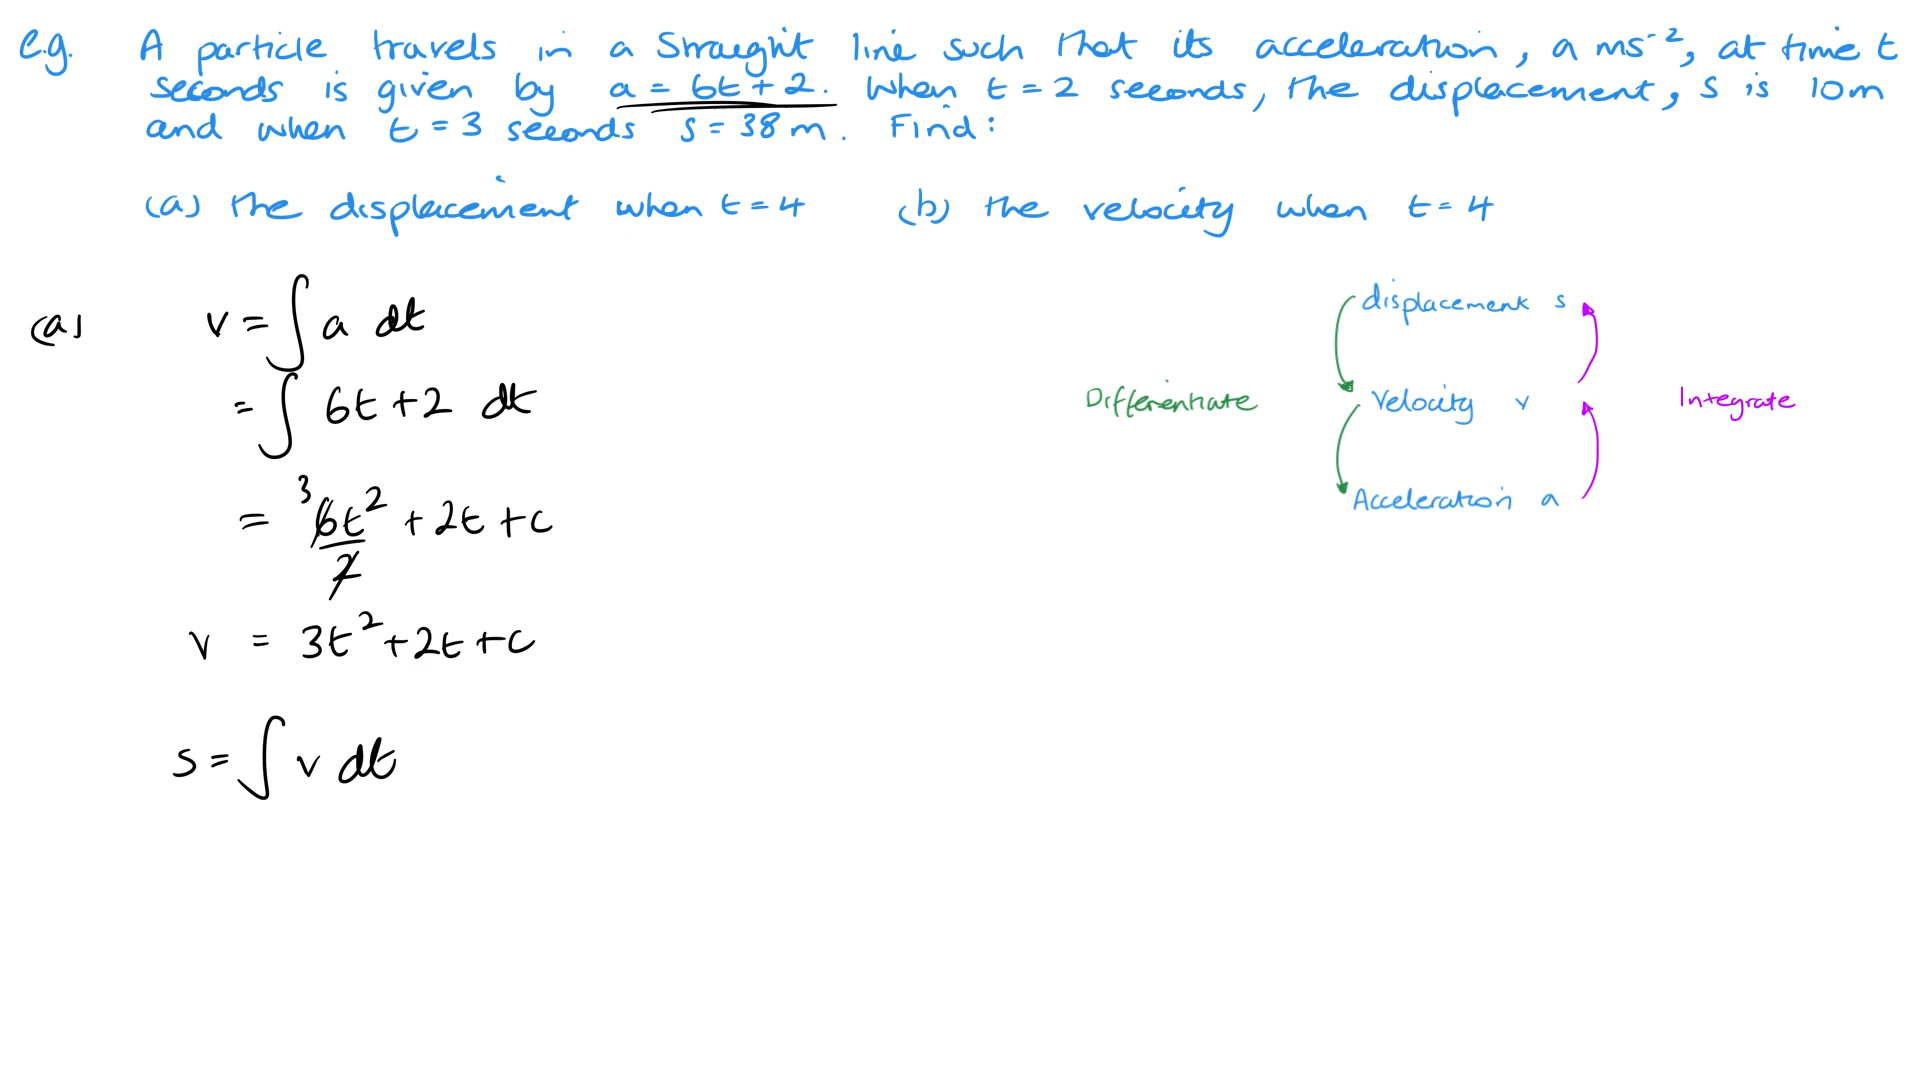 e.g. A particle travels in a straight line such that its acceleration, a ms⁻², at time t
seconds is given by a = 6t + 2. When t = 2 seconds, the displacement, s is 10m
and when t = 3 seconds s = 38 m. Find:
(a) the displacement when t = 4 (b) the velocity when t = 4
(a) v = ∫ a dt
= ∫ 6t + 2 dt
= ³6t²/2 + 2t + c
v = 3t² + 2t + c
s = ∫ v dt
displacement s
Differentiate Velocity v Integrate
Acceleration a